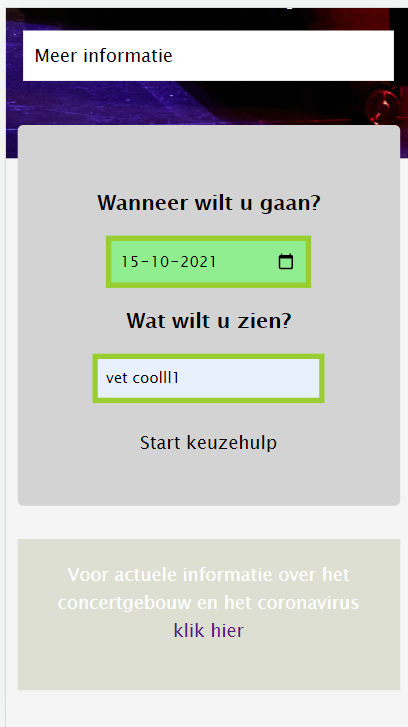 Meer informatie
Wanneer wilt u gaan?
15-10-2021
Wat wilt u zien?
vet coolll1
Start keuzehulp
Voor actuele informatie over het
concertgebouw en het coronavirus
klik hier